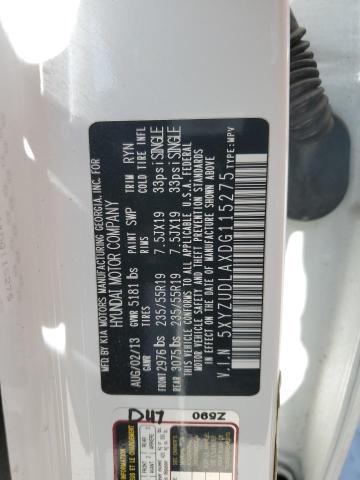 MFD BY KIA MOTORS MANUFACTURING GEORGIA, INC. FOR
HYUNDAI MOTOR COMPANY
AUG/02/13 GVWR 5181 lbs PAINT SWP TRIM RYN
GAWR TIRES RIMS COLD TIRE INFL
FRONT 2976 lbs 235/55R19 7.5JX19 33psi SINGLE
REAR 3075 lbs 235/55R19 7.5JX19 33psi SINGLE
THIS VEHICLE CONFORMS TO ALL APPLICABLE U.S.A. FEDERAL
MOTOR VEHICLE SAFETY AND THEFT PREVENTION STANDARDS
IN EFFECT ON THE DATE OF MANUFACTURE SHOWN ABOVE.
V.I.N 5XYZUDLAXDG115275 TYPE:MPV
D47
Z590